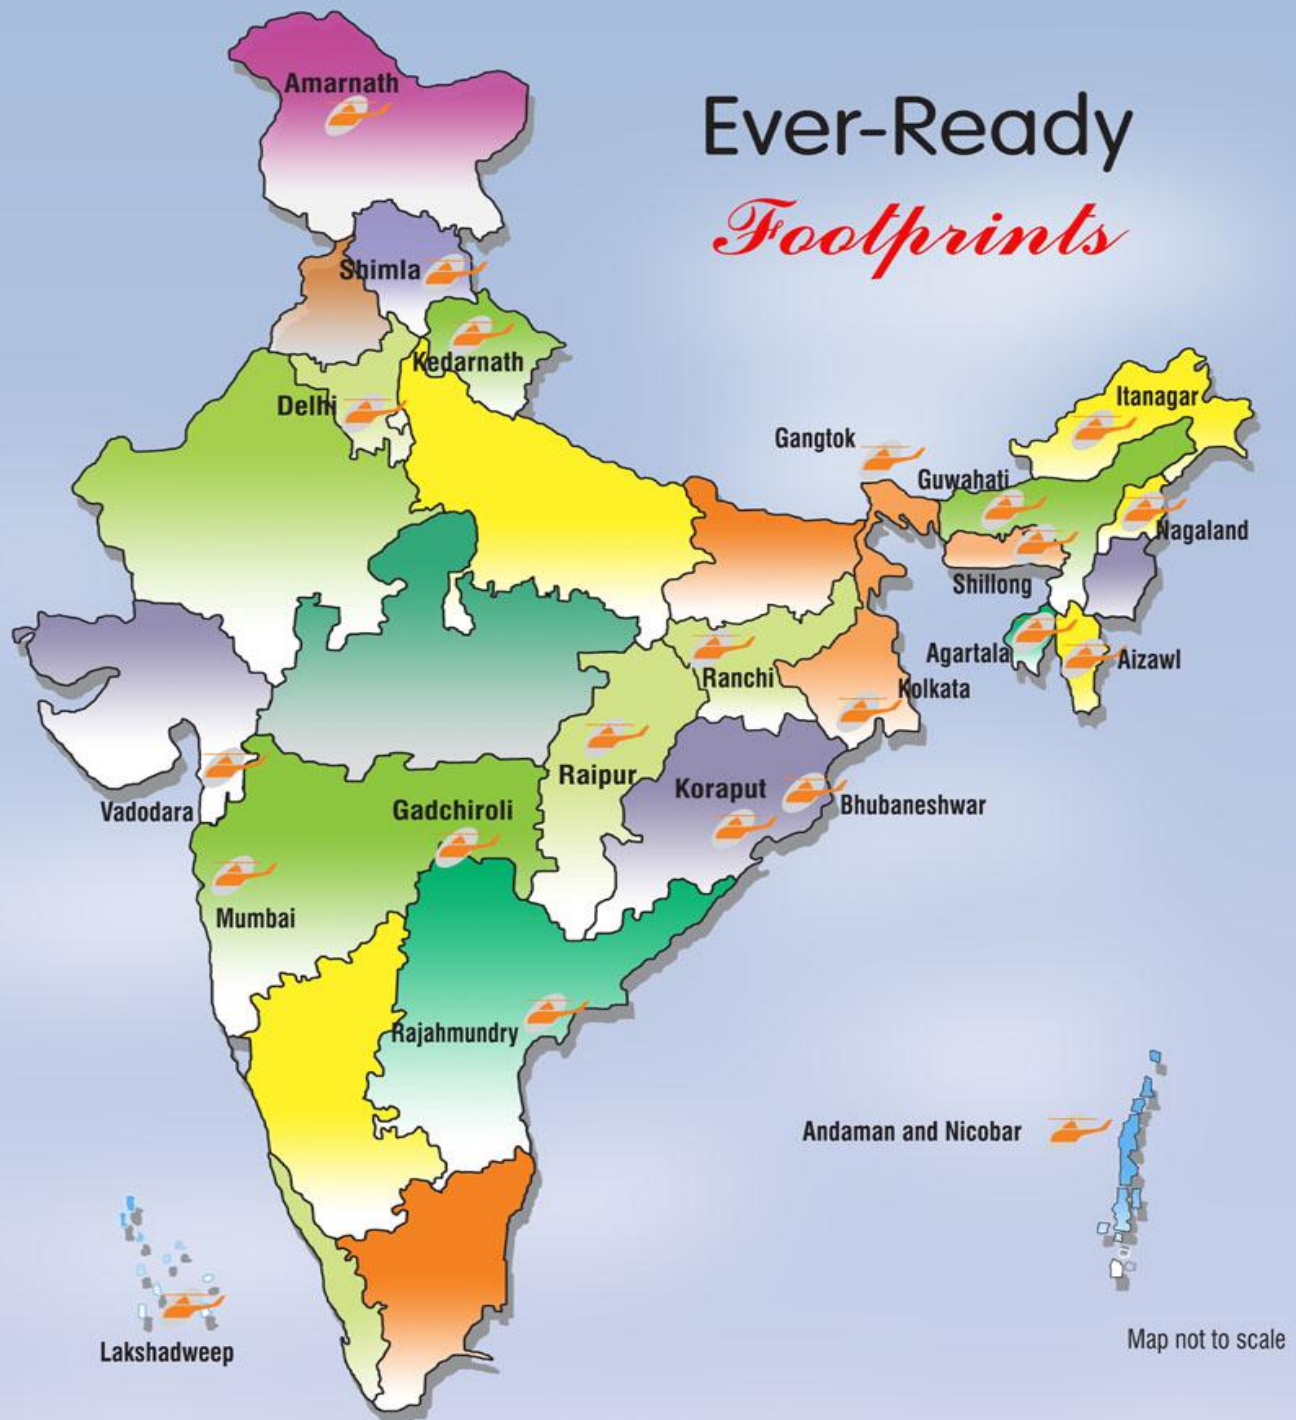 Amarnath
Ever-Ready
Footprints
Shimla
Kedarnath
Delhi
Itanagar
Gangtok
Guwahati
Nagaland
Shillong
Agartala
Aizawl
Ranchi
Kolkata
Raipur
Koraput
Bhubaneshwar
Vadodara
Gadchiroli
Mumbai
Rajahmundry
Andaman and Nicobar
Map not to scale
Lakshadweep